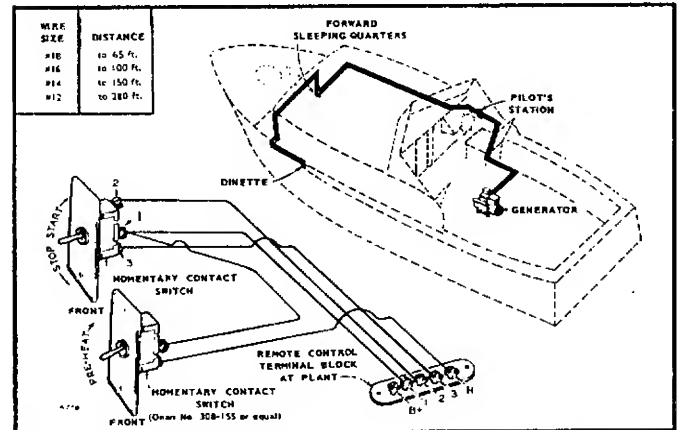 WIRE SIZE DISTANCE
#18 to 65 ft.
#16 to 100 ft.
#14 to 150 ft.
#12 to 280 ft.
FORWARD
SLEEPING QUARTERS
PILOT'S
STATION
DINETTE
GENERATOR
2
1
3
STOP START
MOMENTARY CONTACT
SWITCH
FRONT
PRE-HEAT
REMOTE CONTROL
TERMINAL BLOCK
AT PLANT
B+ 1 2 3 H
MOMENTARY CONTACT
SWITCH
(Onan No. 308-155 or equal)
FRONT